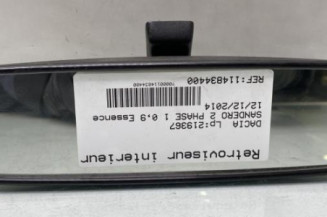 Retroviseur interieur
DACIA Lp:219367
SANDERO 2 PHASE 1 0.9 Essence
12/12/2014
REF:114834400